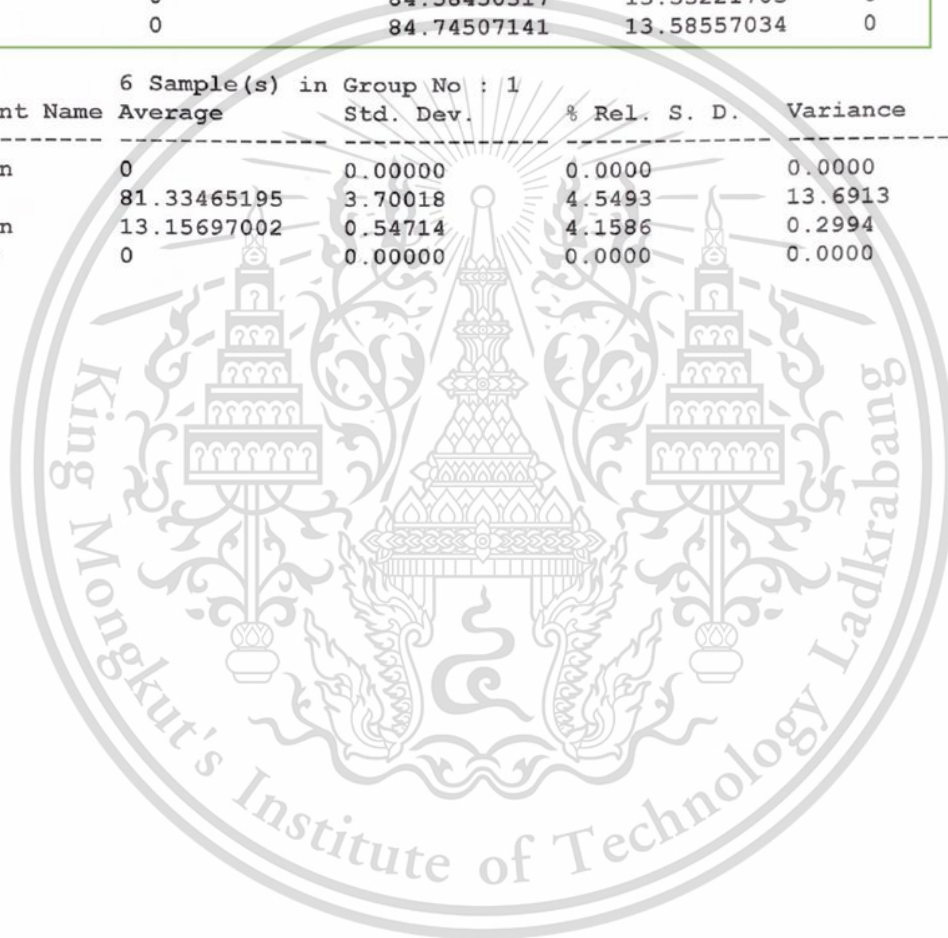 0 84.74507141 13.58557034 0
6 Sample(s) in Group No : 1
nt Name Average Std. Dev. % Rel. S. D. Variance
n 0 0.00000 0.0000 0.0000
81.33465195 3.70018 4.5493 13.6913
n 13.15697002 0.54714 4.1586 0.2994
0 0.00000 0.0000 0.0000
King Mongkut's Institute of Technology Ladkrabang